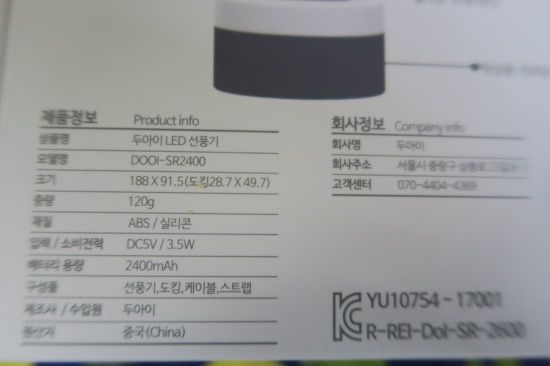 제품정보 Product info
상품명 두아이 LED 선풍기
모델명 DOOI-SR2400
크기 188 X 91.5(도킹28.7 X 49.7)
중량 120g
재질 ABS / 실리콘
입력 / 소비전력 DC5V / 3.5W
배터리 용량 2400mAh
구성품 선풍기,도킹,케이블,스트랩
제조사 / 수입원 두아이
원산지 중국(China)
회사정보 Company info
회사명 두아이
회사주소 서울시 중랑구
고객센터 070-4404-4369
YU10754-17001
R-REI-DoI-SR-2600